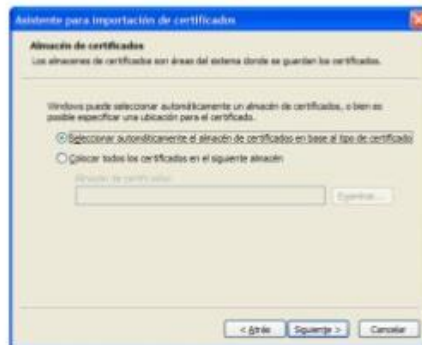 Asistente para importación de certificados
Almacén de certificados
Los almacenes de certificados son áreas del sistema donde se guardan los certificados.
Windows puede seleccionar automáticamente un almacén de certificados, o bien es
posible especificar una ubicación para el certificado.
Seleccionar automáticamente el almacén de certificados en base al tipo de certificado
Colocar todos los certificados en el siguiente almacén
Almacén de certificados:
Examinar...
< Atrás
Siguiente >
Cancelar